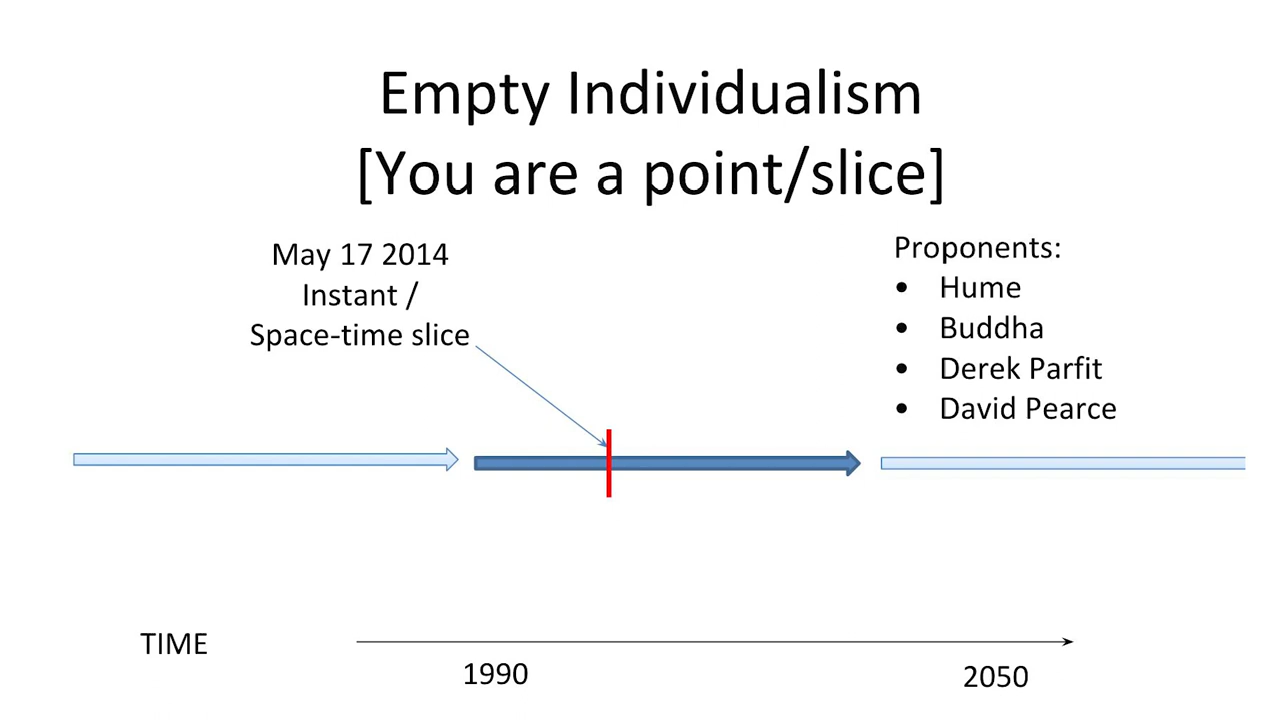 Empty Individualism
[You are a point/slice]
May 17 2014
Instant /
Space-time slice
Proponents:
• Hume
• Buddha
• Derek Parfit
• David Pearce
TIME
1990
2050